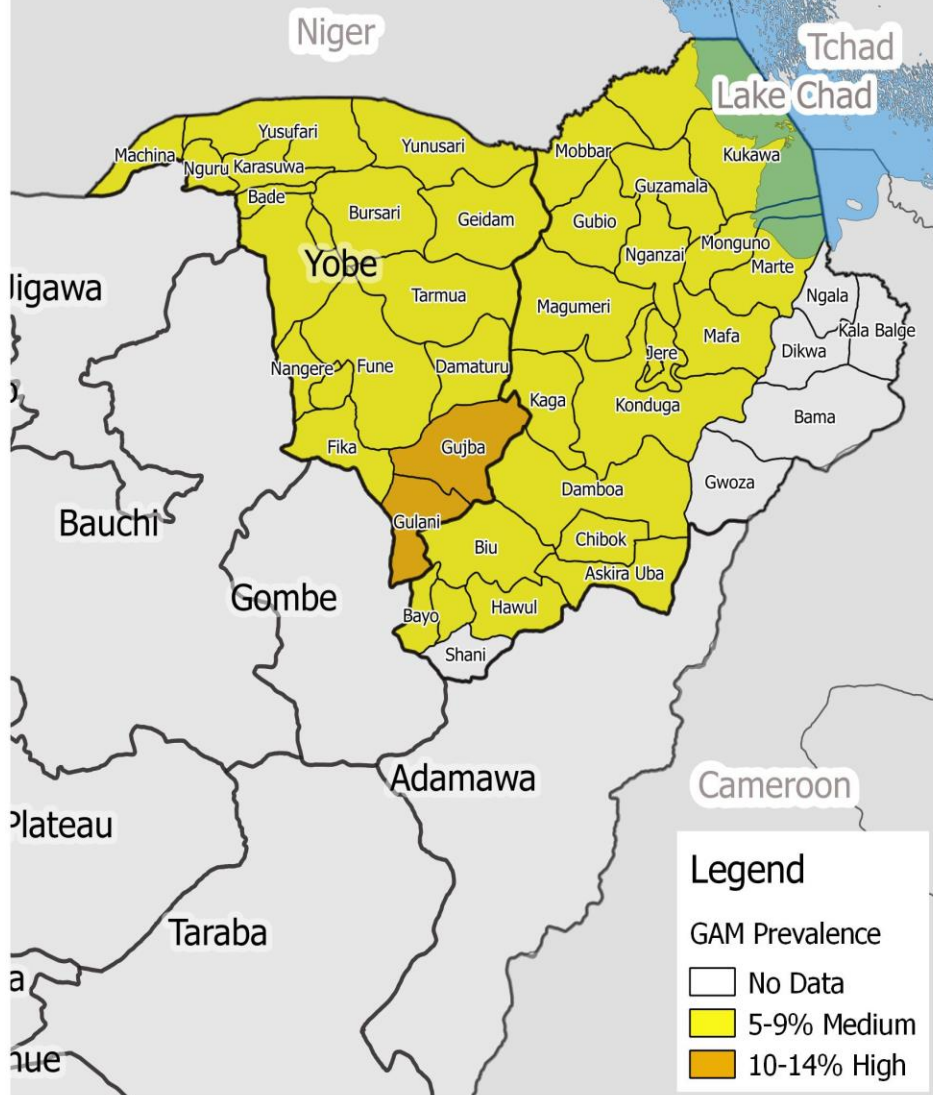 Niger
Tchad
Lake Chad
Yusufari
Machina
Yunusari
Mobbar
Kukawa
Nguru
Karasuwa
Guzamala
Bade
Bursari
Geidam
Gubio
Nganzai
Monguno
Yobe
Marte
Jigawa
Tarmua
Magumeri
Ngala
Kala Balge
Mafa
Dikwa
Jere
Nangere
Fune
Damaturu
Kaga
Konduga
Bama
Fika
Gujba
Gwoza
Damboa
Gulani
Bauchi
Chibok
Biu
Askira Uba
Gombe
Bayo
Hawul
Shani
Adamawa
Cameroon
Plateau
Taraba
Legend
GAM Prevalence
No Data
5-9% Medium
10-14% High